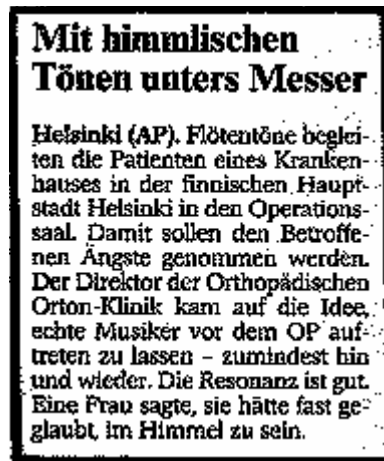 Mit himmlischen
Tönen unters Messer
Helsinki (AP). Flötentöne beglei-
ten die Patienten eines Kranken-
hauses in der finnischen Haupt-
stadt Helsinki in den Operations-
saal. Damit sollen den Betroffe-
nen Ängste genommen werden.
Der Direktor der Orthopädischen
Orton-Klinik kam auf die Idee,
echte Musiker vor dem OP auf-
treten zu lassen – zumindest hin
und wieder. Die Resonanz ist gut.
Eine Frau sagte, sie hätte fast ge-
glaubt, im Himmel zu sein.